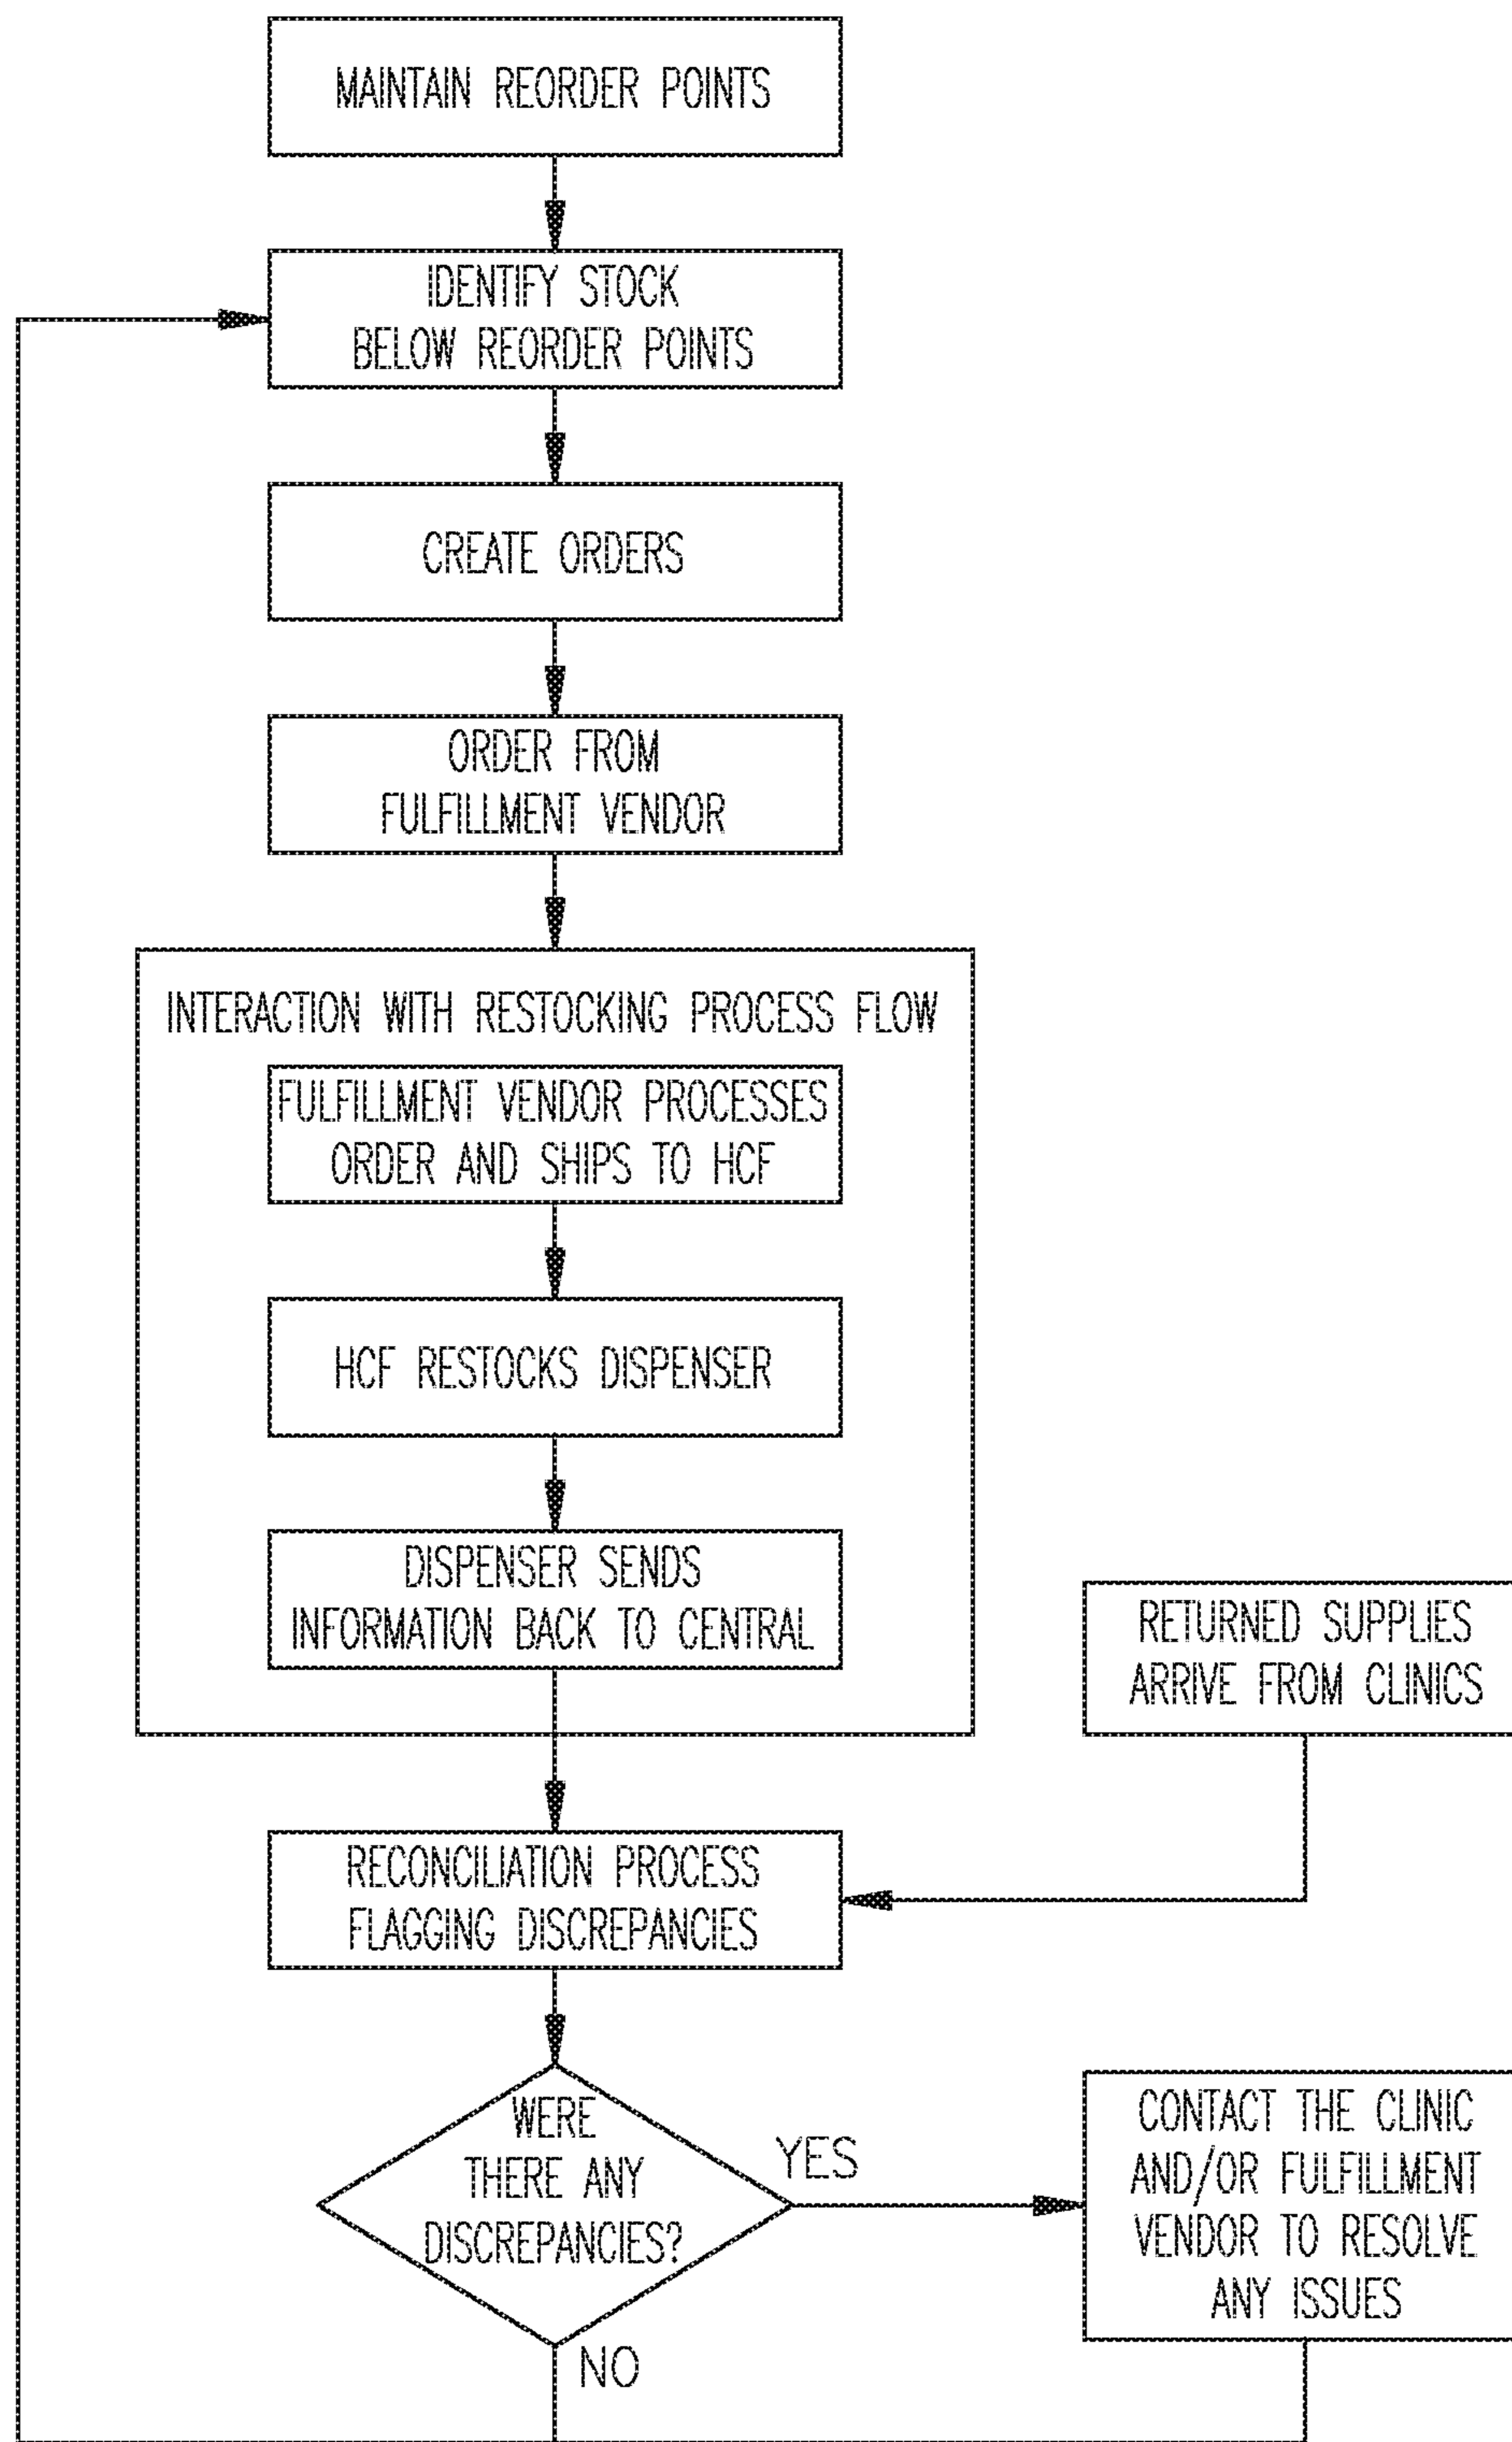 MAINTAIN REORDER POINTS
IDENTIFY STOCK
BELOW REORDER POINTS
CREATE ORDERS
ORDER FROM
FULFILLMENT VENDOR
INTERACTION WITH RESTOCKING PROCESS FLOW
FULFILLMENT VENDOR PROCESSES
ORDER AND SHIPS TO HCF
HCF RESTOCKS DISPENSER
DISPENSER SENDS
INFORMATION BACK TO CENTRAL
RETURNED SUPPLIES
ARRIVE FROM CLINICS
RECONCILIATION PROCESS
FLAGGING DISCREPANCIES
WERE
THERE ANY
DISCREPANCIES?
YES
CONTACT THE CLINIC
AND/OR FULFILLMENT
VENDOR TO RESOLVE
ANY ISSUES
NO